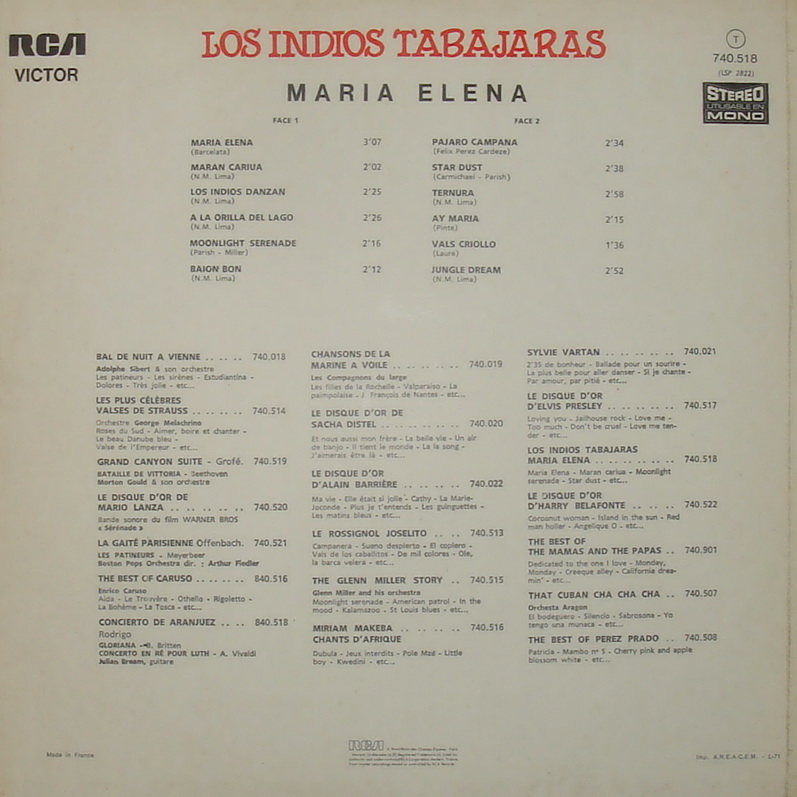 RCA
VICTOR
LOS INDIOS TABAJARAS
MARIA ELENA
T
740.518
(LSP 2822)
STEREO
UTILISABLE EN
MONO
FACE 1
MARIA ELENA 3'07
(Barcelata)
MARAN CARIUA 2'02
(N.M. Lima)
LOS INDIOS DANZAN 2'25
(N.M. Lima)
A LA ORILLA DEL LAGO 2'26
(N.M. Lima)
MOONLIGHT SERENADE 2'16
(Parish - Miller)
BAION BON 2'12
(N.M. Lima)
FACE 2
PAJARO CAMPANA 2'34
(Felix Perez Cardeze)
STAR DUST 2'38
(Carmichael - Parish)
TERNURA 2'58
(N.M. Lima)
AY MARIA 2'15
(Pinte)
VALS CRIOLLO 1'36
(Lauro)
JUNGLE DREAM 2'52
(N.M. Lima)
BAL DE NUIT A VIENNE .. .. .. 740.018
Adolphe Sibert & son orchestre
Les patineurs - Les sirènes - Estudiantina -
Dolores - Très jolie - etc...
LES PLUS CÉLÈBRES
VALSES DE STRAUSS .. .. .. .. 740.514
Orchestre George Melachrino
Roses du Sud - Aimer, boire et chanter -
Le beau Danube bleu -
Valse de l'Empereur - etc...
GRAND CANYON SUITE - Grofé. 740.519
BATAILLE DE VITTORIA - Beethoven
Morton Gould & son orchestre
LE DISQUE D'OR DE
MARIO LANZA .. .. .. .. .. .. 740.520
Bande sonore du film WARNER BROS
« Sérénade »
LA GAITÉ PARISIENNE Offenbach. 740.521
LES PATINEURS - Meyerbeer
Boston Pops Orchestra dir. : Arthur Fiedler
THE BEST OF CARUSO .. .. .. 840.516
Enrico Caruso
Aïda - Le Trouvère - Othello - Rigoletto -
La Bohème - La Tosca - etc...
CONCIERTO DE ARANJUEZ .. .. 840.518
Rodrigo
GLORIANA - B. Britten
CONCERTO EN RÉ POUR LUTH - A. Vivaldi
Julian Bream, guitare
CHANSONS DE LA
MARINE A VOILE .. .. .. .. .. 740.019
Les Compagnons du large
Les filles de la Rochelle - Valparaiso - La
paimpolaise - J. François de Nantes - etc...
LE DISQUE D'OR DE
SACHA DISTEL .. .. .. .. .. .. 740.020
Et nous aussi mon frère - La belle vie - Un air
de banjo - Il tient le monde - La la song -
J'aimerais être là - etc...
LE DISQUE D'OR
D'ALAIN BARRIÈRE .. .. .. .. 740.022
Ma vie - Elle était si jolie - Cathy - La Marie-
Joconde - Plus je t'entends - Les guinguettes -
Les matins bleus - etc...
LE ROSSIGNOL JOSELITO .. .. 740.513
Campanera - Sueno despierto - El copiero -
Vals de los caballitos - De mil colores - Ole,
la barca velera - etc...
THE GLENN MILLER STORY .. 740.515
Glenn Miller and his orchestra
Moonlight serenade - American patrol - In the
mood - Kalamazoo - St Louis blues - etc...
MIRIAM MAKEBA .. .. .. .. .. 740.516
CHANTS D'AFRIQUE
Dubula - Jeux interdits - Pole Mzé - Little
boy - Kwedini - etc...
SYLVIE VARTAN .. .. .. .. .. 740.021
2'35 de bonheur - Ballade pour un sourire -
La plus belle pour aller danser - Si je chante -
Par amour, par pitié - etc...
LE DISQUE D'OR
D'ELVIS PRESLEY .. .. .. .. .. 740.517
Loving you - Jailhouse rock - Love me -
Too much - Don't be cruel - Love me ten-
der - etc...
LOS INDIOS TABAJARAS
MARIA ELENA .. .. .. .. .. .. 740.518
Maria Elena - Maran cariua - Moonlight
serenade - Star dust - etc...
LE DISQUE D'OR
D'HARRY BELAFONTE .. .. .. 740.522
Coconut woman - Island in the sun - Red
man holler - Angelique O - etc...
THE BEST OF
THE MAMAS AND THE PAPAS .. 740.901
Dedicated to the one I love - Monday,
Monday - Creeque alley - California drea-
min' - etc...
THAT CUBAN CHA CHA CHA .. 740.507
Orchesta Aragon
El bodeguero - Silencio - Sabrosona - Yo
tengo una muneca - etc...
THE BEST OF PEREZ PRADO .. 740.508
Patricia - Mambo n° 5 - Cherry pink and apple
blossom white - etc...
Made in France
RCA
Imp. A.R.E.A.C.E.M. - 5-71